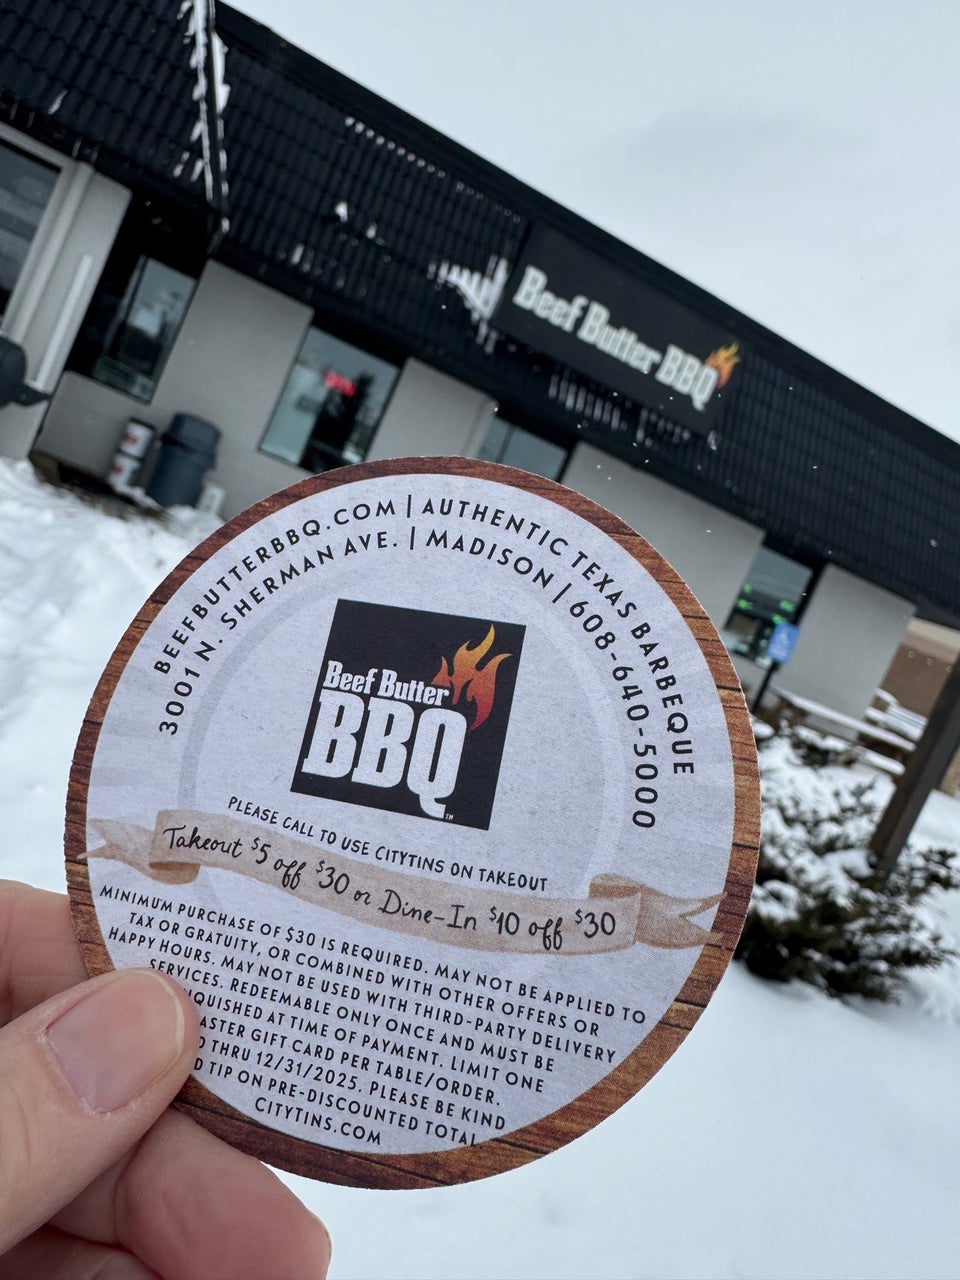 Beef Butter BBQ
OPEN
BEEFBUTTERBBQ.COM | AUTHENTIC TEXAS BARBEQUE
3001 N. SHERMAN AVE. | MADISON | 608-640-5000
Beef Butter
BBQ
TM
PLEASE CALL TO USE CITYTINS ON TAKEOUT
Takeout $5 off $30 or Dine-In $10 off $30
MINIMUM PURCHASE OF $30 IS REQUIRED. MAY NOT BE APPLIED TO
TAX OR GRATUITY, OR COMBINED WITH OTHER OFFERS OR
HAPPY HOURS. MAY NOT BE USED WITH THIRD-PARTY DELIVERY
SERVICES. REDEEMABLE ONLY ONCE AND MUST BE
AT TIME OF PAYMENT. LIMIT ONE
GIFT CARD PER TABLE/ORDER.
THRU 12/31/2025. PLEASE BE KIND
TIP ON PRE-DISCOUNTED TOTAL
CITYTINS.COM